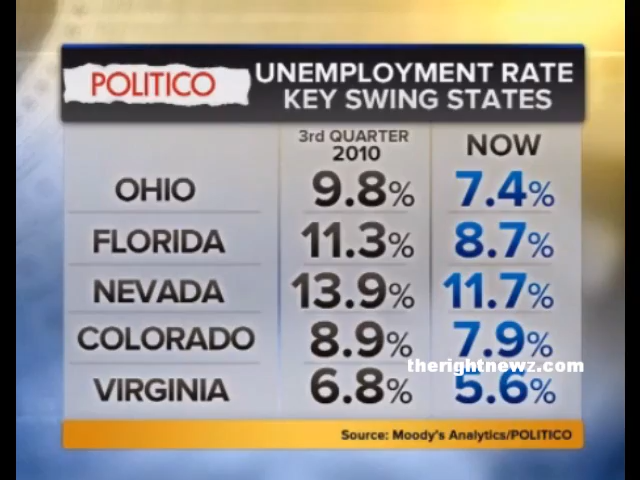 POLITICO
UNEMPLOYMENT RATE
KEY SWING STATES
3rd QUARTER
2010
NOW
OHIO 9.8% 7.4%
FLORIDA 11.3% 8.7%
NEVADA 13.9% 11.7%
COLORADO 8.9% 7.9%
therightnewz.com
VIRGINIA 6.8% 5.6%
Source: Moody's Analytics/POLITICO